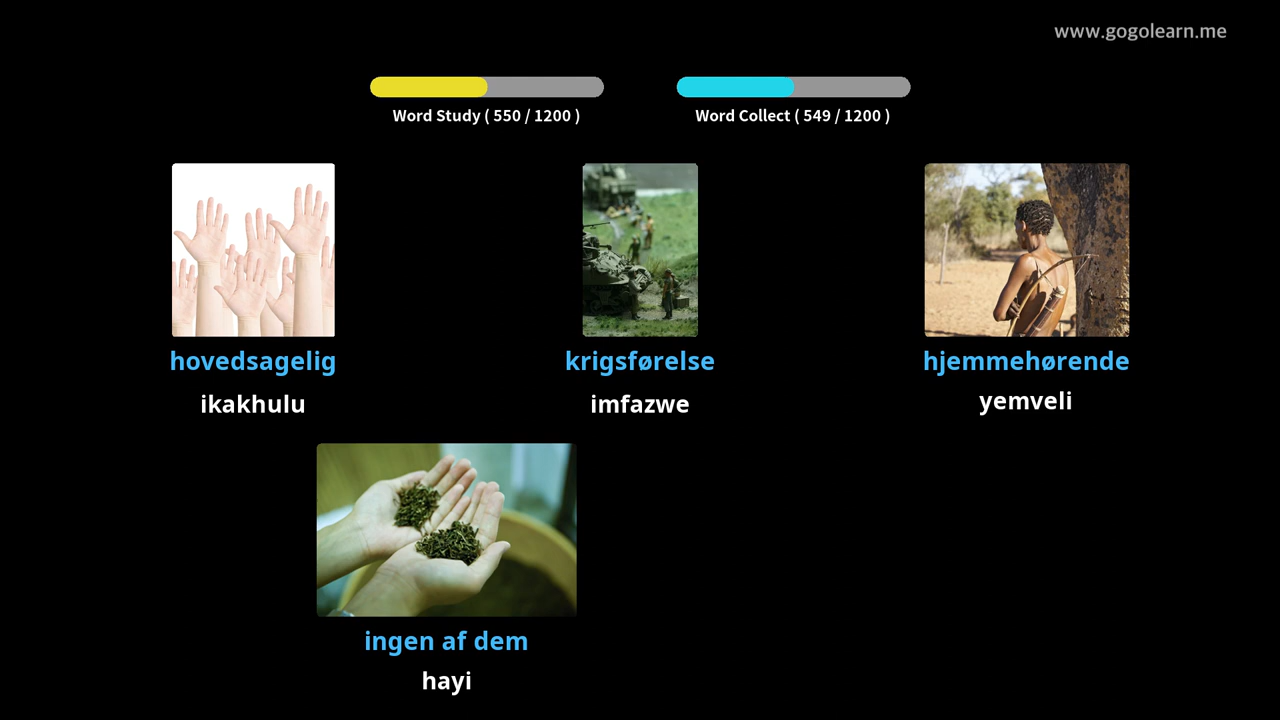 www.gogolearn.me
Word Study ( 550 / 1200 )
Word Collect ( 549 / 1200 )
hovedsagelig
ikakhulu
krigsførelse
imfazwe
hjemmehørende
yemveli
ingen af dem
hayi